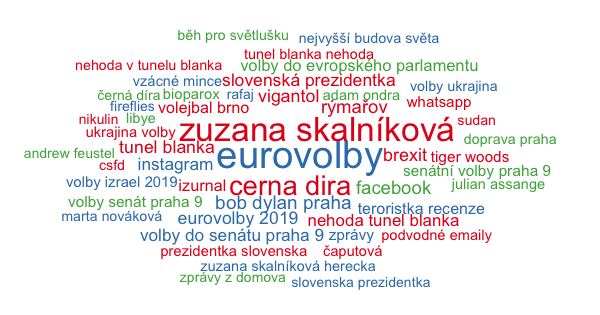 běh pro světlušku
nejvyšší budova světa
tunel blanka nehoda
nehoda v tunelu blanka
volby do evropského parlamentu
vzácné mince
slovenská prezidentka
volby ukrajina
černá díra
bioparox
rafaj
vigantol
adam ondra
fireflies
volejbal brno
rýmařov
whatsapp
nikulin
libye
zuzana skalníková
sudan
ukrajina volby
doprava praha
tunel blanka
eurovolby
brexit
tiger woods
andrew feustel
csfd
instagram
senátní volby praha 9
volby izrael 2019
izurnal
cerna dira
facebook
julian assange
volby senát praha 9
bob dylan praha
teroristka recenze
marta nováková
eurovolby 2019
nehoda tunel blanka
volby do senátu praha 9
zprávy
podvodné emaily
prezidentka slovenska
čaputová
zuzana skalníková herecka
zprávy z domova
slovenska prezidentka